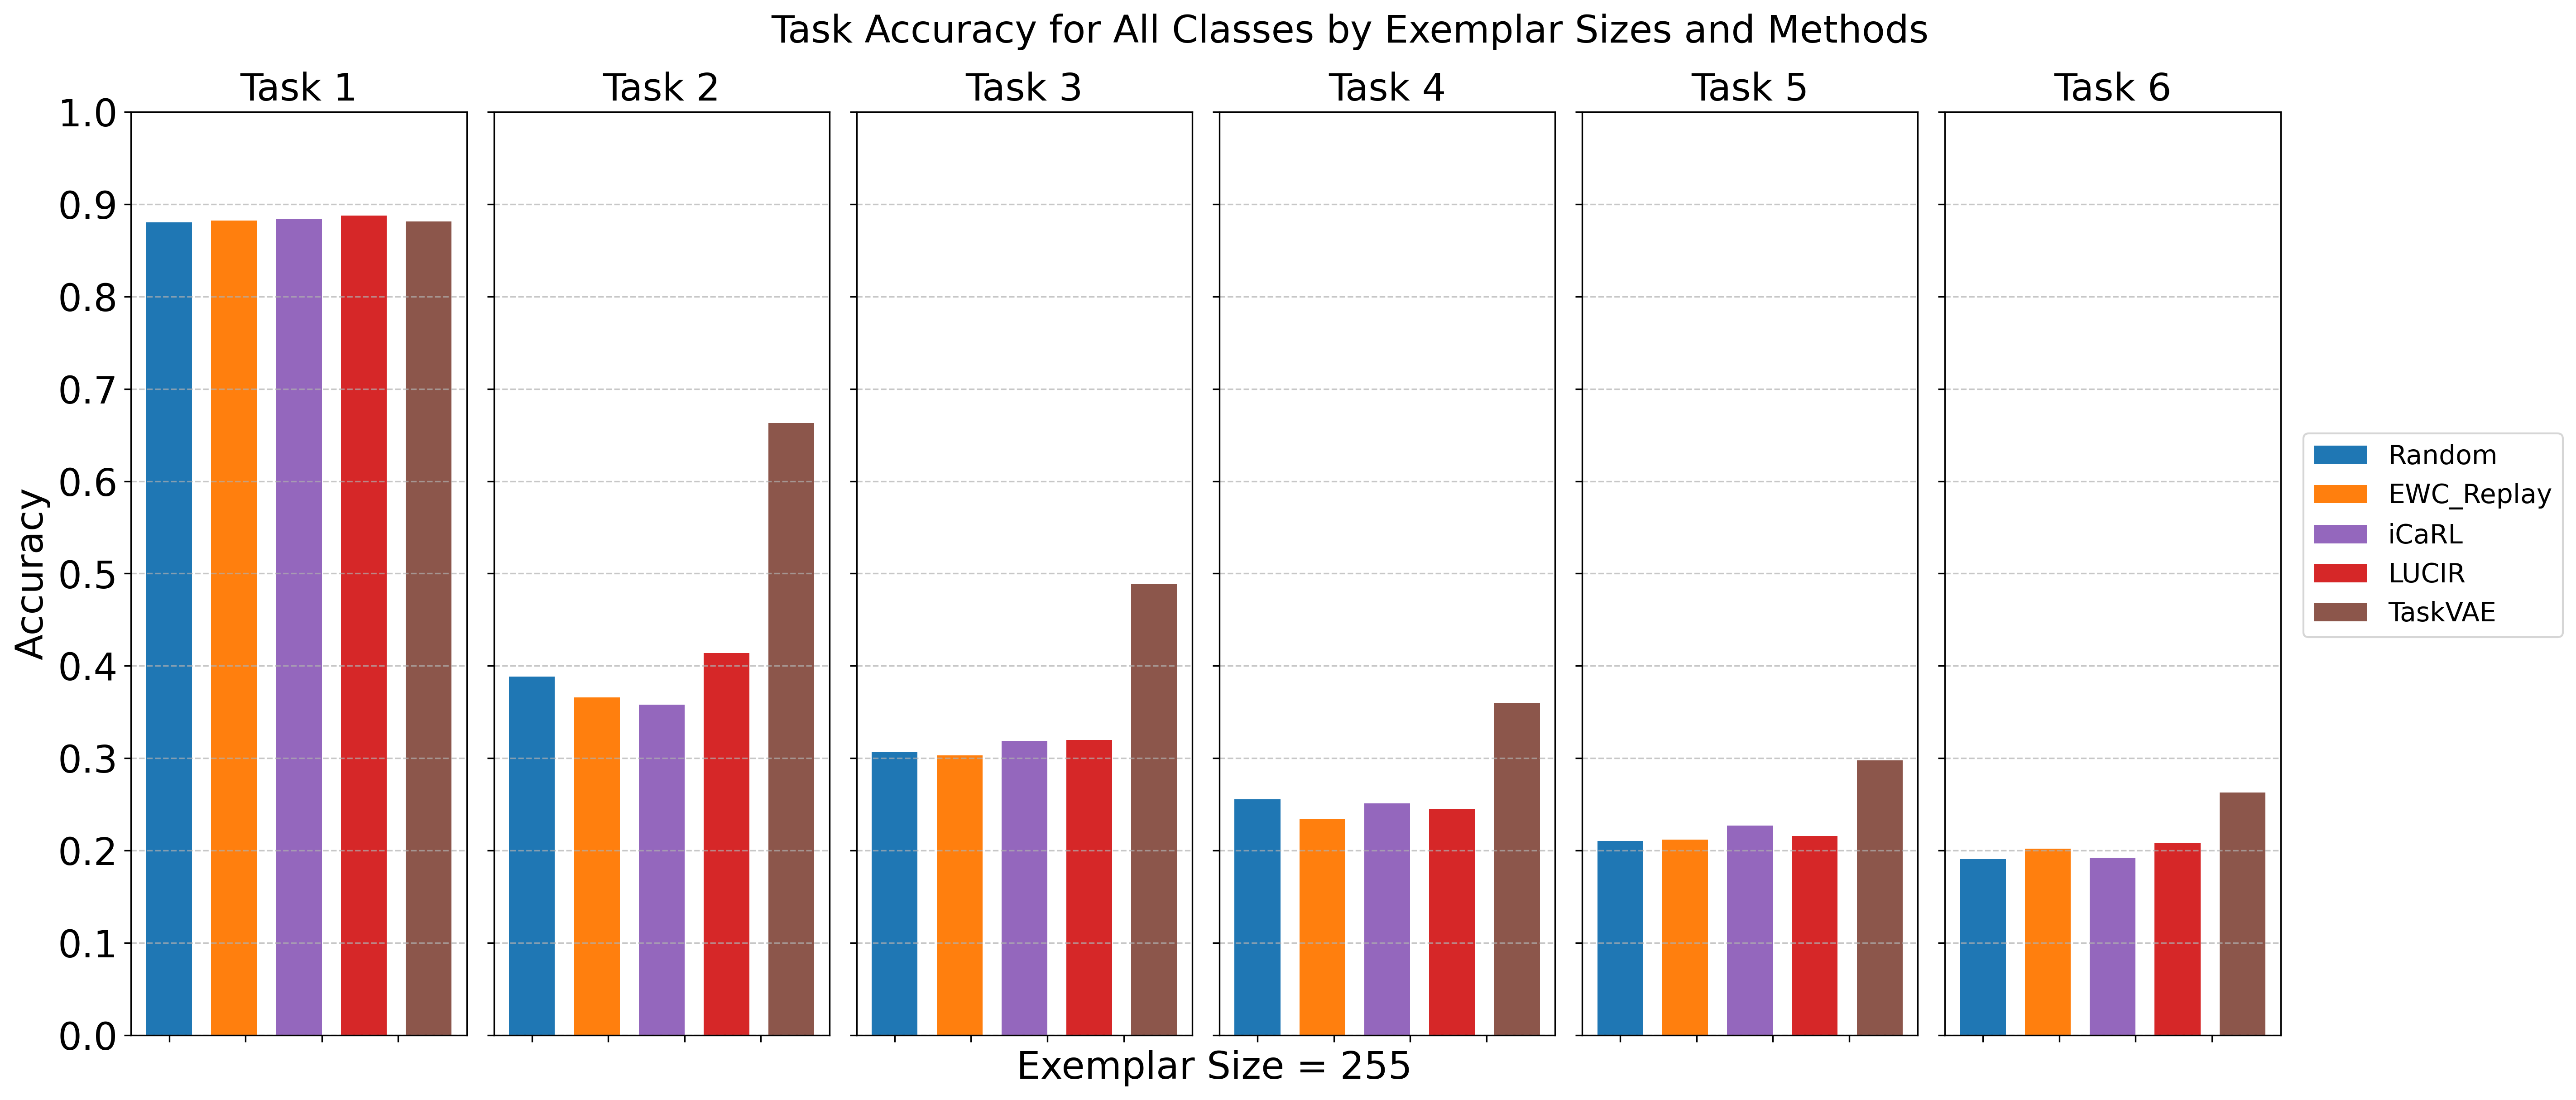 Task Accuracy for All Classes by Exemplar Sizes and Methods
Task 1
Task 2
Task 3
Task 4
Task 5
Task 6
1.0
0.9
0.8
0.7
0.6
0.5
0.4
0.3
0.2
0.1
0.0
Accuracy
Exemplar Size = 255
Random
EWC_Replay
iCaRL
LUCIR
TaskVAE